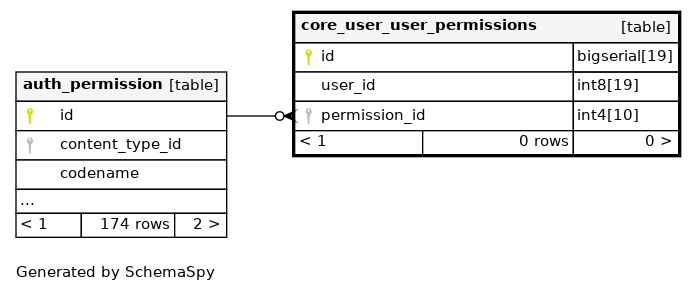 core_user_user_permissions [table]
id bigserial[19]
user_id int8[19]
permission_id int4[10]
< 1 0 rows 0 >
auth_permission [table]
id
content_type_id
codename
...
< 1 174 rows 2 >
Generated by SchemaSpy